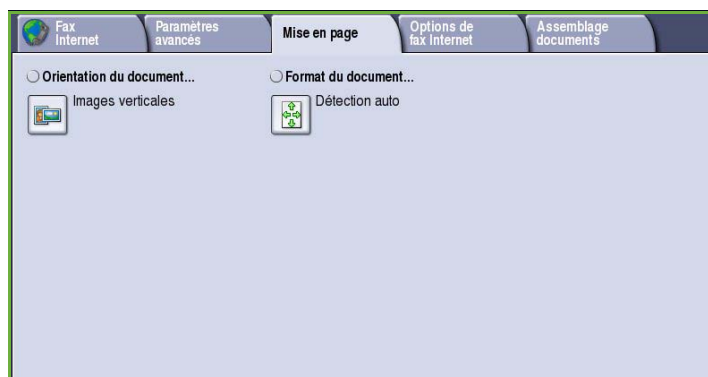 Fax
Internet
Paramètres
avancés
Mise en page
Options de
fax Internet
Assemblage
documents
Orientation du document...
Images verticales
Format du document...
Détection auto